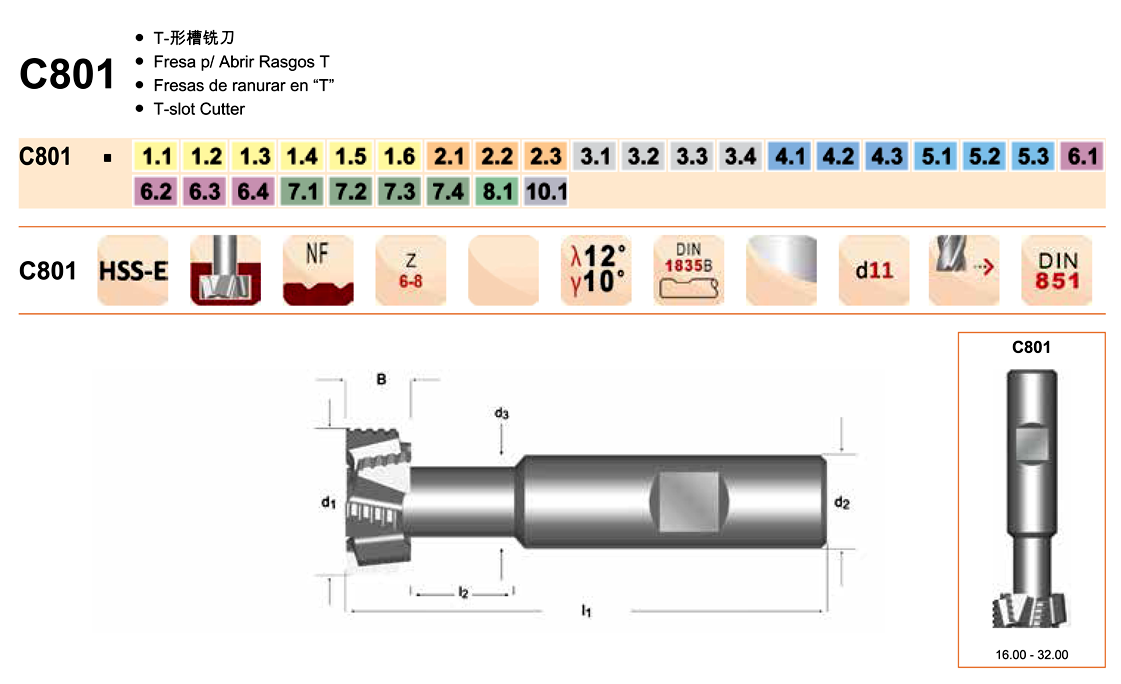 C801
● T-形槽铣刀
● Fresa p/ Abrir Rasgos T
● Fresas de ranurar en “T”
● T-slot Cutter
C801 ■ 1.1 1.2 1.3 1.4 1.5 1.6 2.1 2.2 2.3 3.1 3.2 3.3 3.4 4.1 4.2 4.3 5.1 5.2 5.3 6.1
6.2 6.3 6.4 7.1 7.2 7.3 7.4 8.1 10.1
C801
HSS-E
NF
Z
6-8
λ12°
γ10°
DIN
1835B
d11
DIN
851
B
d3
d1
d2
l2
l1
C801
16.00 - 32.00